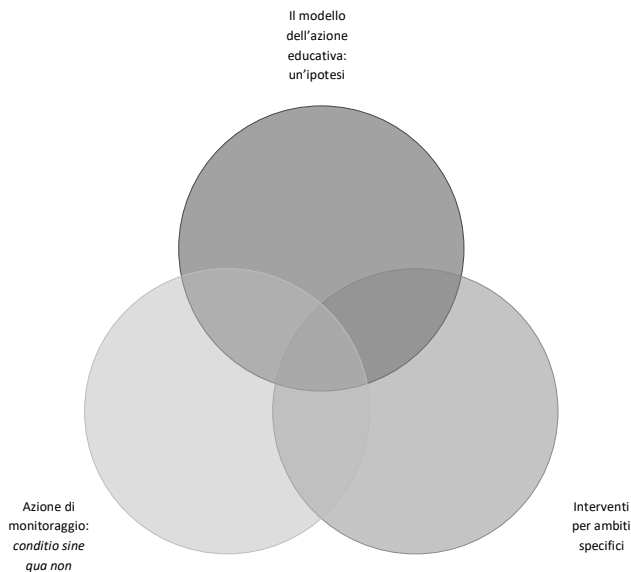 Il modello
dell’azione
educativa:
un’ipotesi
Azione di
monitoraggio:
conditio sine
qua non
Interventi
per ambiti
specifici